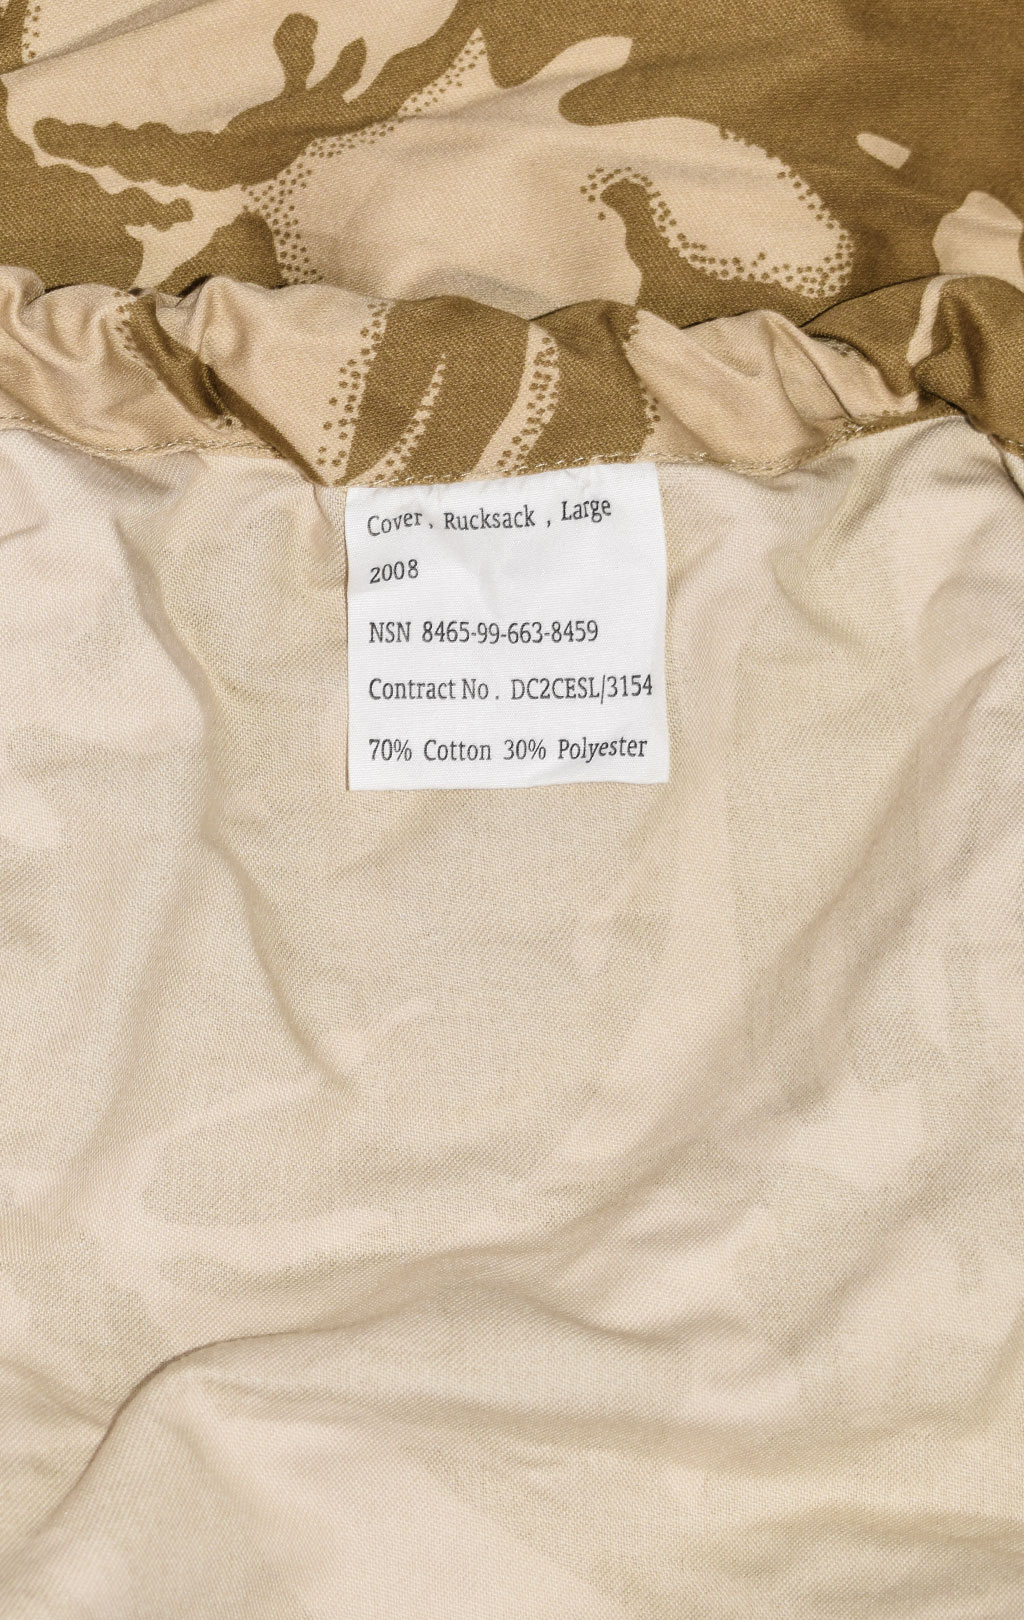 Cover, Rucksack, Large
2008
NSN 8465-99-663-8459
Contract No. DC2CESL/3154
70% Cotton 30% Polyester